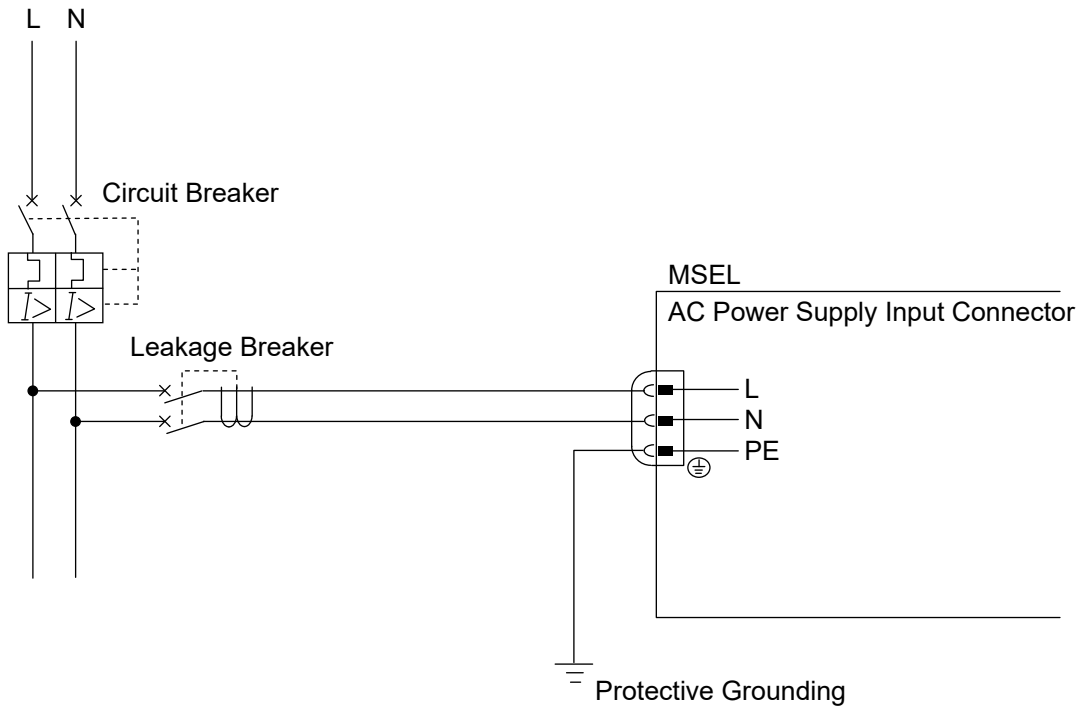 L N
Circuit Breaker
I> I>
Leakage Breaker
MSEL
AC Power Supply Input Connector
L
N
PE
Protective Grounding